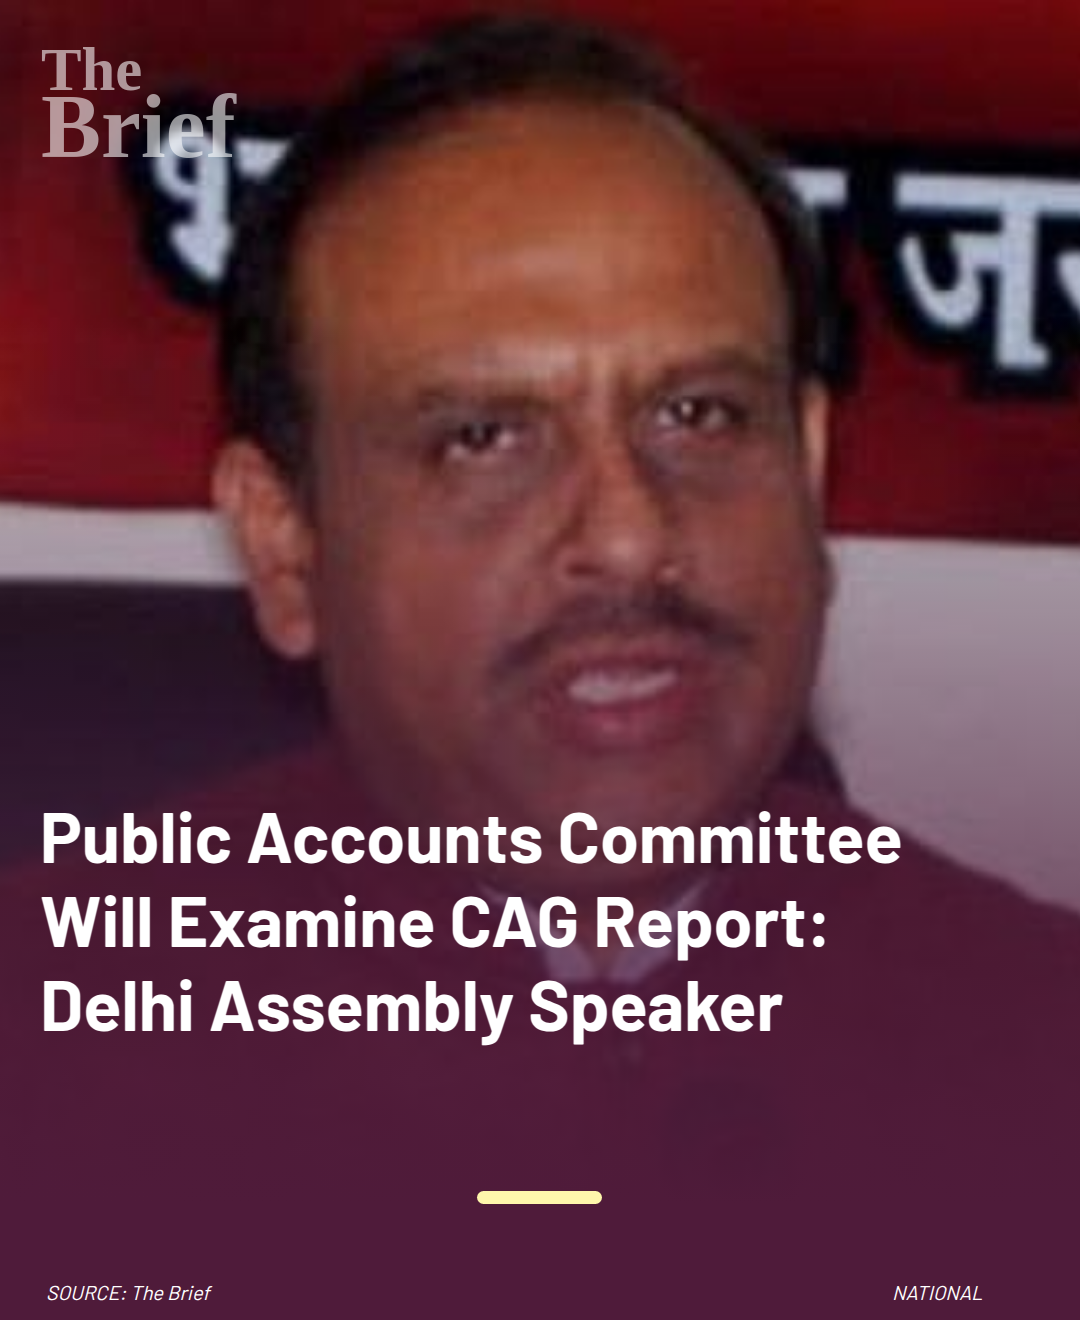 The
Brief
Public Accounts Committee
Will Examine CAG Report:
Delhi Assembly Speaker
SOURCE: The Brief
NATIONAL